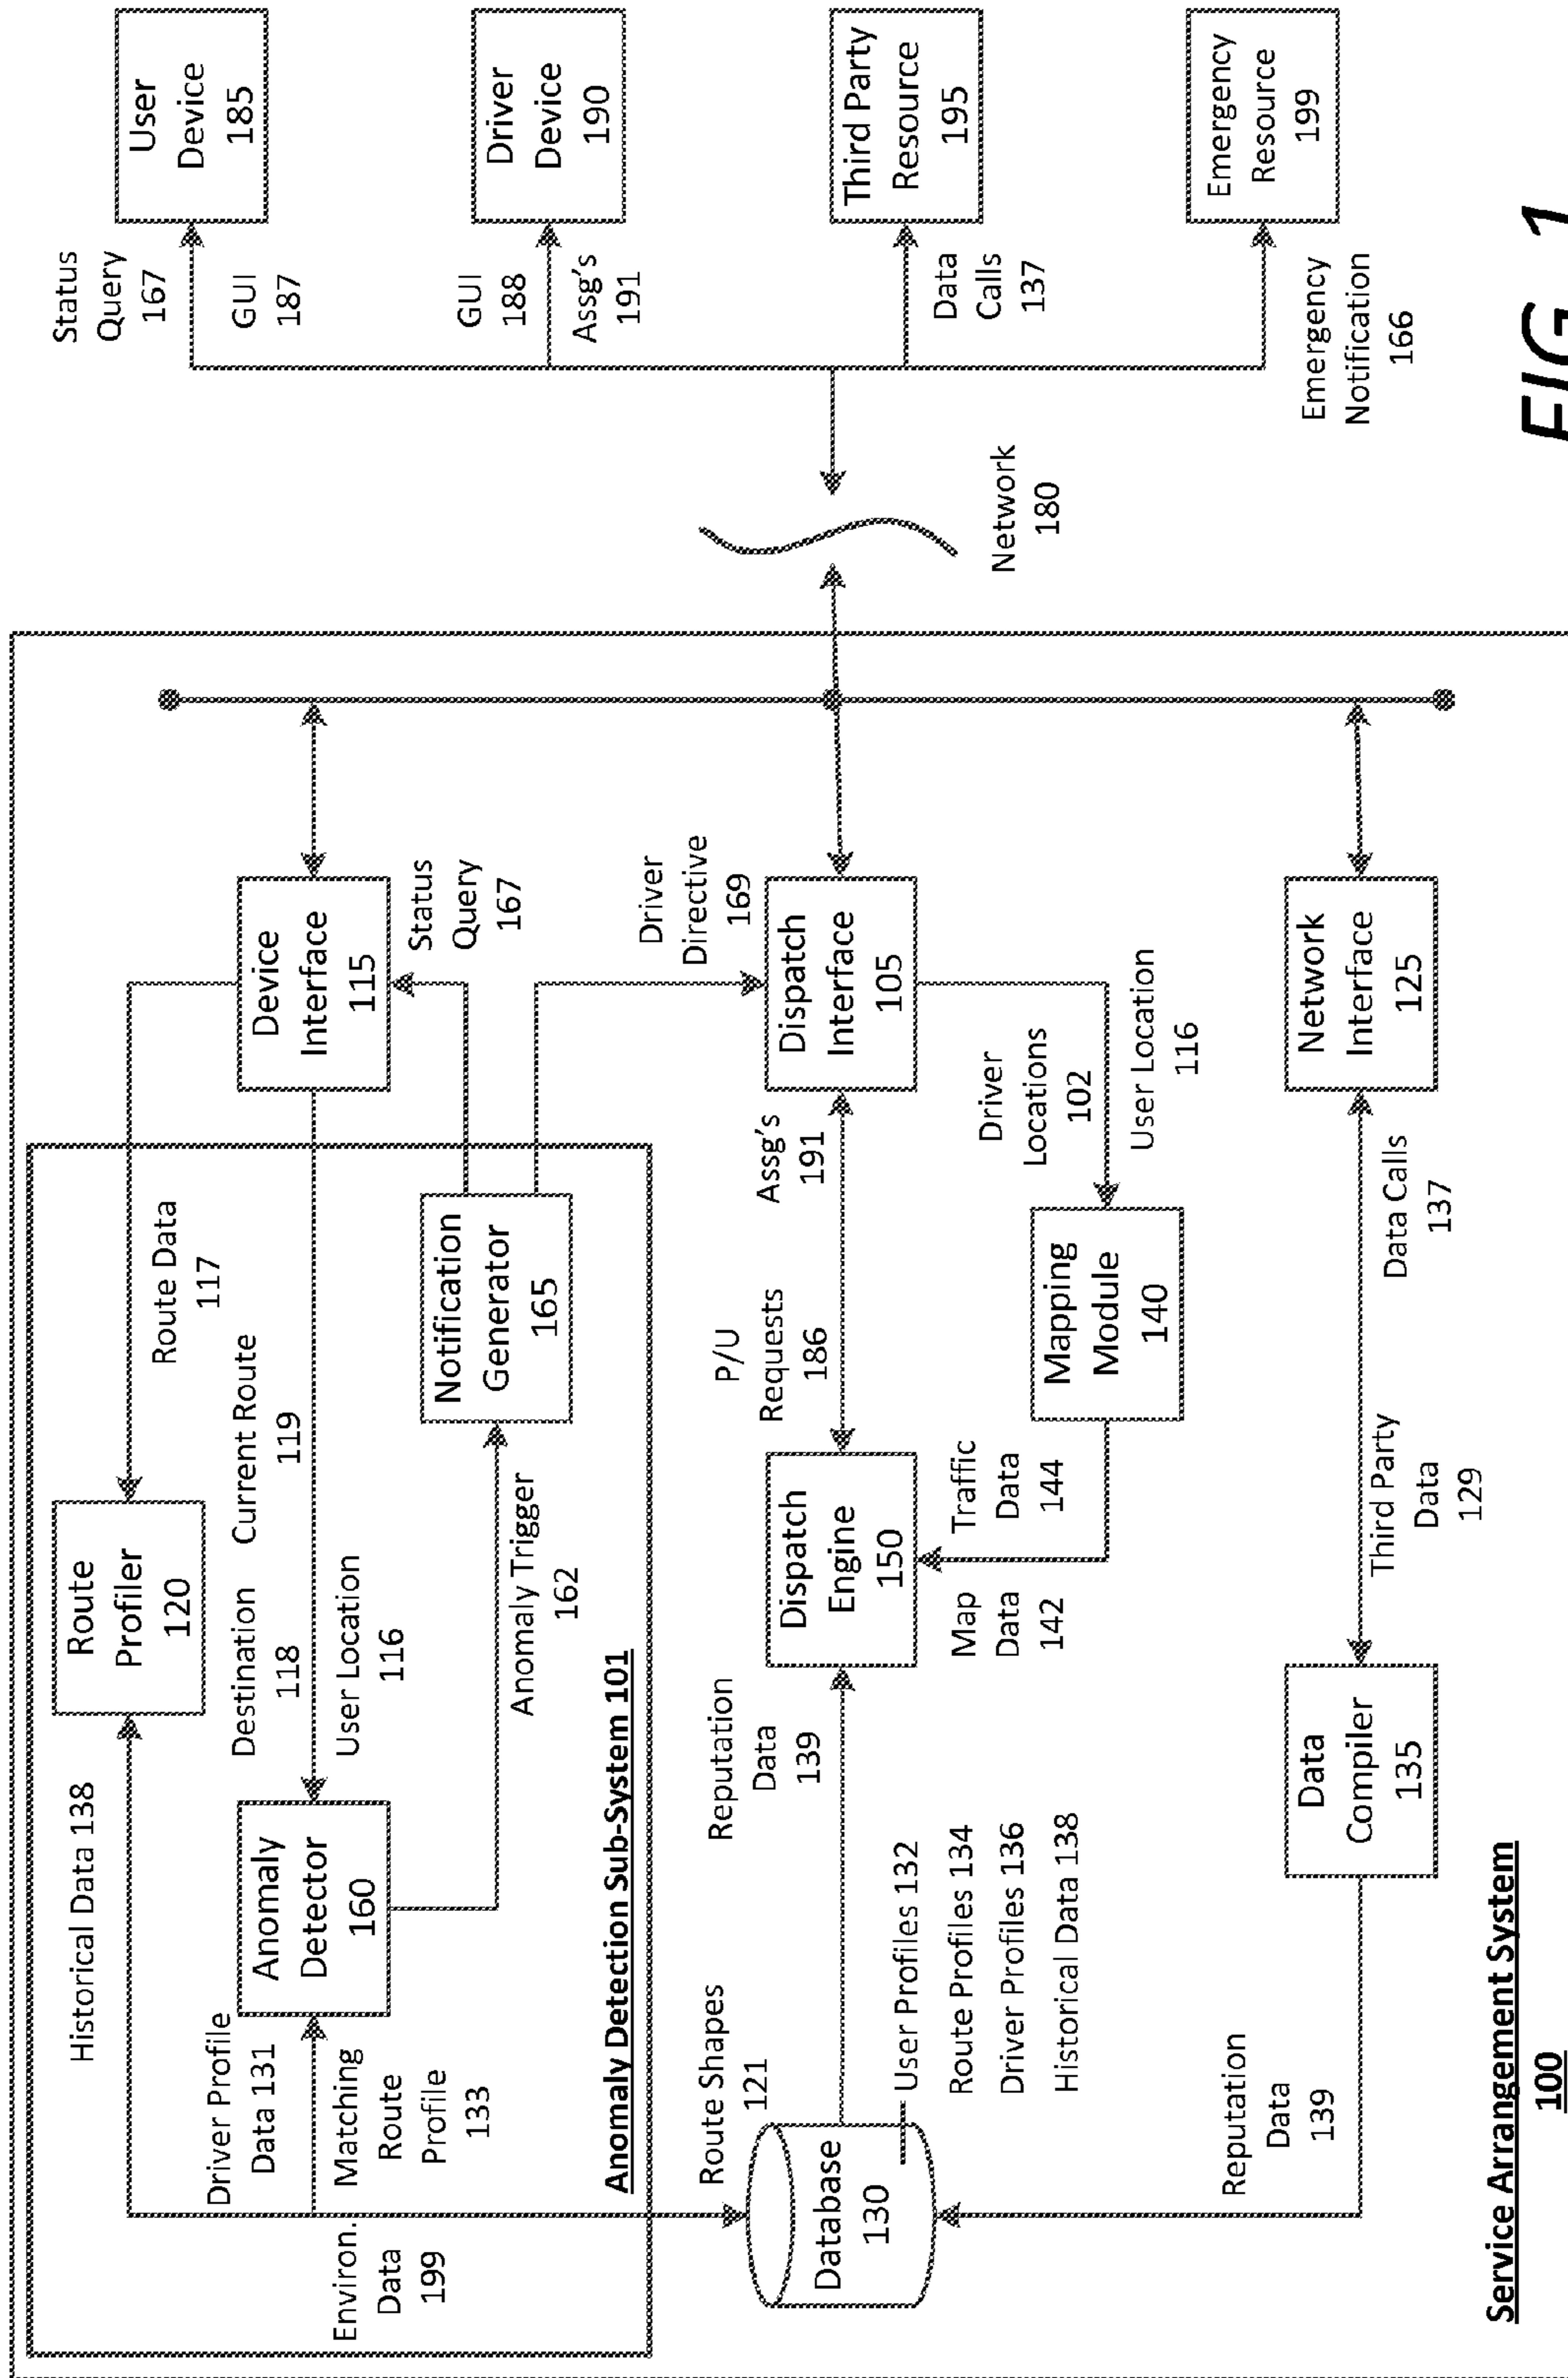 Historical Data 138
Route
Profiler
120
Route Data
117
Status
Query
167
GUI
187
User
Device
185
Driver Profile
Data 131
Matching
Route
Profile
133
Environ.
Data
199
Anomaly
Detector
160
Destination
118
Current Route
119
User Location
116
Device
Interface
115
Status
Query
167
Anomaly Trigger
162
Notification
Generator
165
Anomaly Detection Sub-System 101
Driver
Directive
169
GUI
188
Assg's
191
Driver
Device
190
Route Shapes
121
Database
130
User Profiles 132
Route Profiles 134
Driver Profiles 136
Historical Data 138
Reputation
Data
139
Dispatch
Engine
150
P/U
Requests
186
Assg's
191
Dispatch
Interface
105
Map
Data
142
Traffic
Data
144
Mapping
Module
140
Driver
Locations
102
User Location
116
Network
180
Data
Calls
137
Third Party
Resource
195
Reputation
Data
139
Data
Compiler
135
Third Party
Data
129
Data Calls
137
Network
Interface
125
Emergency
Notification
166
Emergency
Resource
199
Service Arrangement System
100
FIG. 1